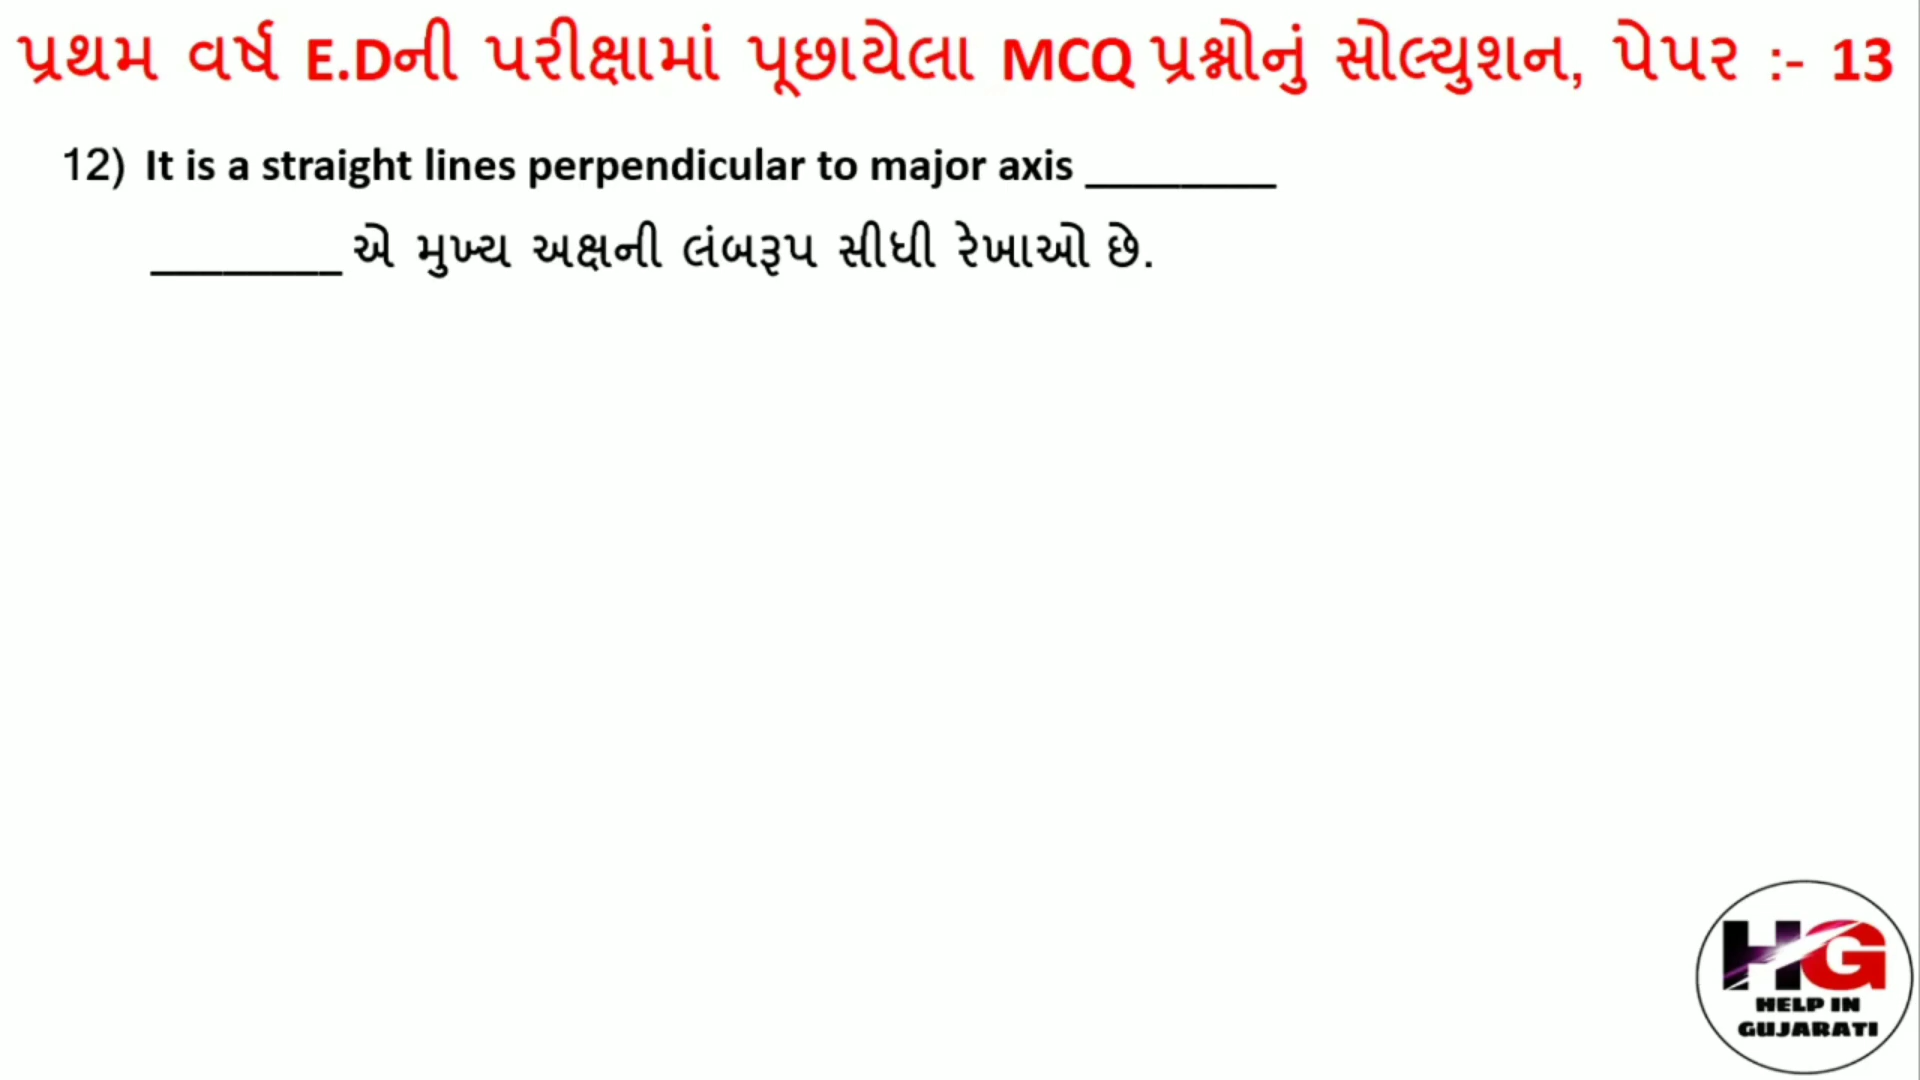 પ્રથમ વર્ષ E.Dની પરીક્ષામાં પૂછાયેલા MCQ પ્રશ્નોનું સોલ્યુશન, પેપર :- 13
12) It is a straight lines perpendicular to major axis ________
________ એ મુખ્ય અક્ષની લંબરૂપ સીધી રેખાઓ છે.
HG
HELP IN
GUJARATI